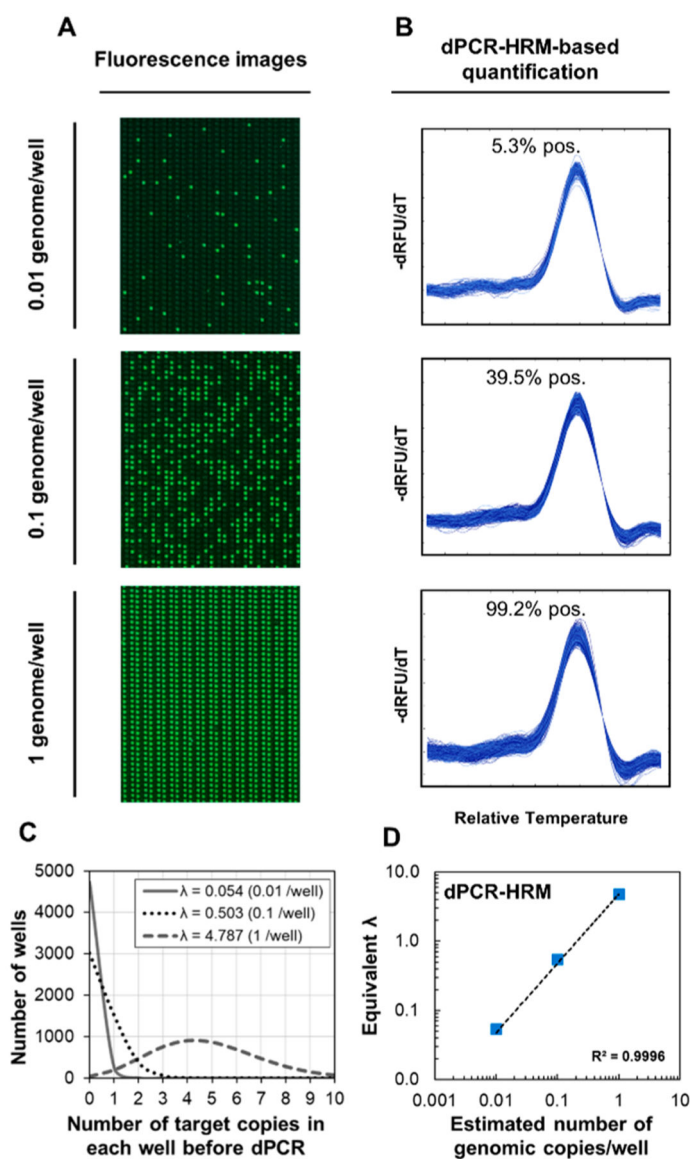 A
Fluorescence images
B
dPCR-HRM-based
quantification
0.01 genome/well
5.3% pos.
-dRFU/dT
0.1 genome/well
39.5% pos.
-dRFU/dT
1 genome/well
99.2% pos.
-dRFU/dT
Relative Temperature
C
5000
4000
3000
2000
1000
0
Number of wells
λ = 0.054 (0.01 /well)
λ = 0.503 (0.1 /well)
λ = 4.787 (1 /well)
0 1 2 3 4 5 6 7 8 9 10
Number of target copies in
each well before dPCR
D
10.0
1.0
0.1
0.0
Equivalent λ
dPCR-HRM
R² = 0.9996
0.001 0.01 0.1 1 10
Estimated number of
genomic copies/well